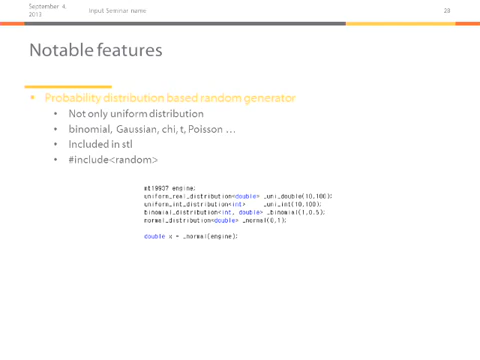 September 4,
2013
Input Seminar name
28
Notable features
• Probability distribution based random generator
• Not only uniform distribution
• binomial, Gaussian, chi, t, Poisson …
• Included in stl
• #include<random>
mt19937 engine;
uniform_real_distribution<double> _uni_double(10,100);
uniform_int_distribution<int> _uni_int(10,100);
binomial_distribution<int, double> _binomial(1,0.5);
normal_distribution<double> _normal(0,1);
double x = _normal(engine);